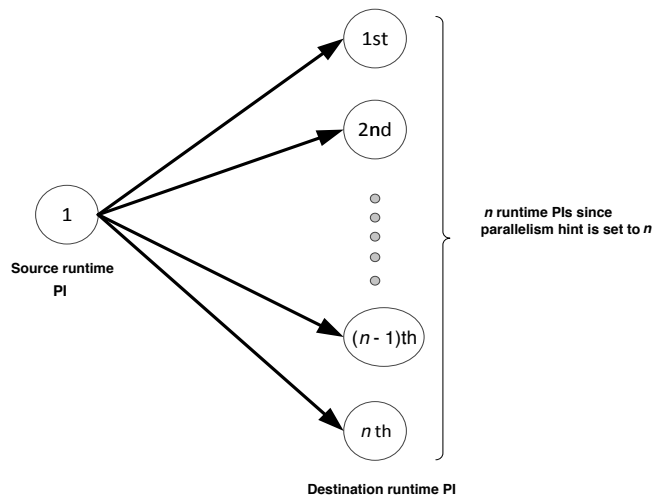 1st
2nd
1
n runtime PIs since
parallelism hint is set to n
Source runtime
PI
(n - 1)th
n th
Destination runtime PI